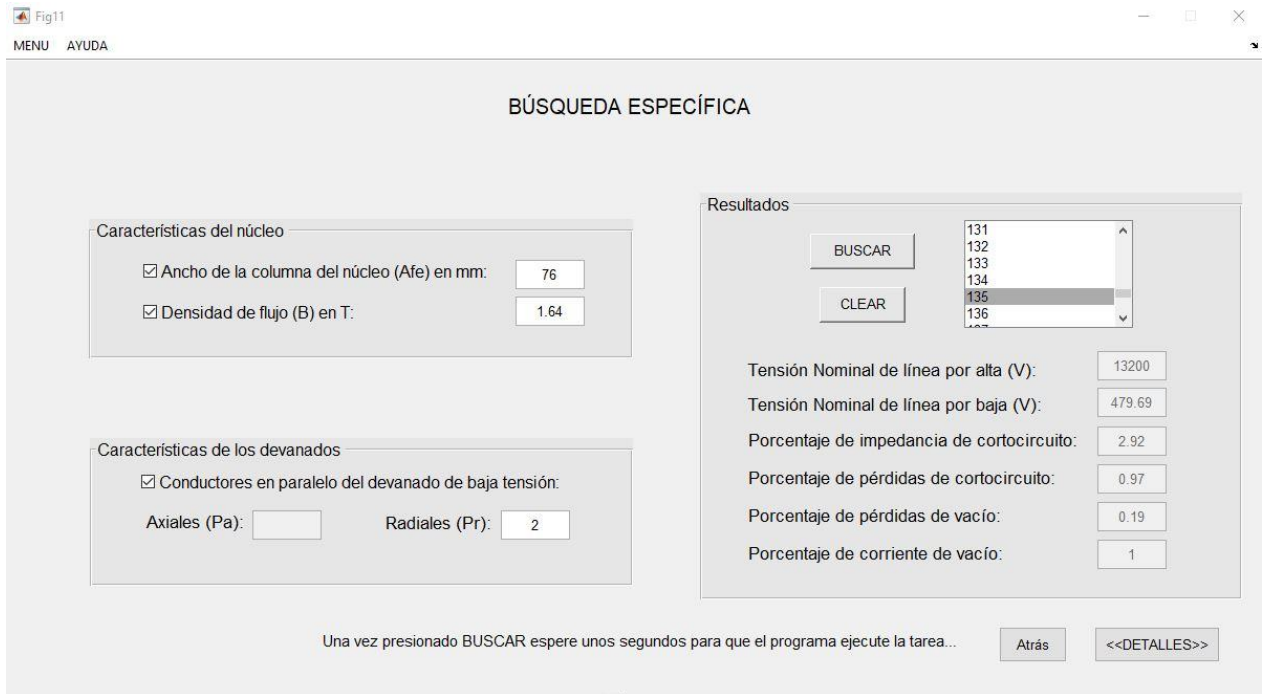 Fig11
MENU AYUDA
BÚSQUEDA ESPECÍFICA
Características del núcleo
Ancho de la columna del núcleo (Afe) en mm: 76
Densidad de flujo (B) en T: 1.64
Características de los devanados
Conductores en paralelo del devanado de baja tensión:
Axiales (Pa): Radiales (Pr): 2
Resultados
BUSCAR
CLEAR
131
132
133
134
135
136
137
Tensión Nominal de línea por alta (V): 13200
Tensión Nominal de línea por baja (V): 479.69
Porcentaje de impedancia de cortocircuito: 2.92
Porcentaje de pérdidas de cortocircuito: 0.97
Porcentaje de pérdidas de vacío: 0.19
Porcentaje de corriente de vacío: 1
Una vez presionado BUSCAR espere unos segundos para que el programa ejecute la tarea...
Atrás
<<DETALLES>>